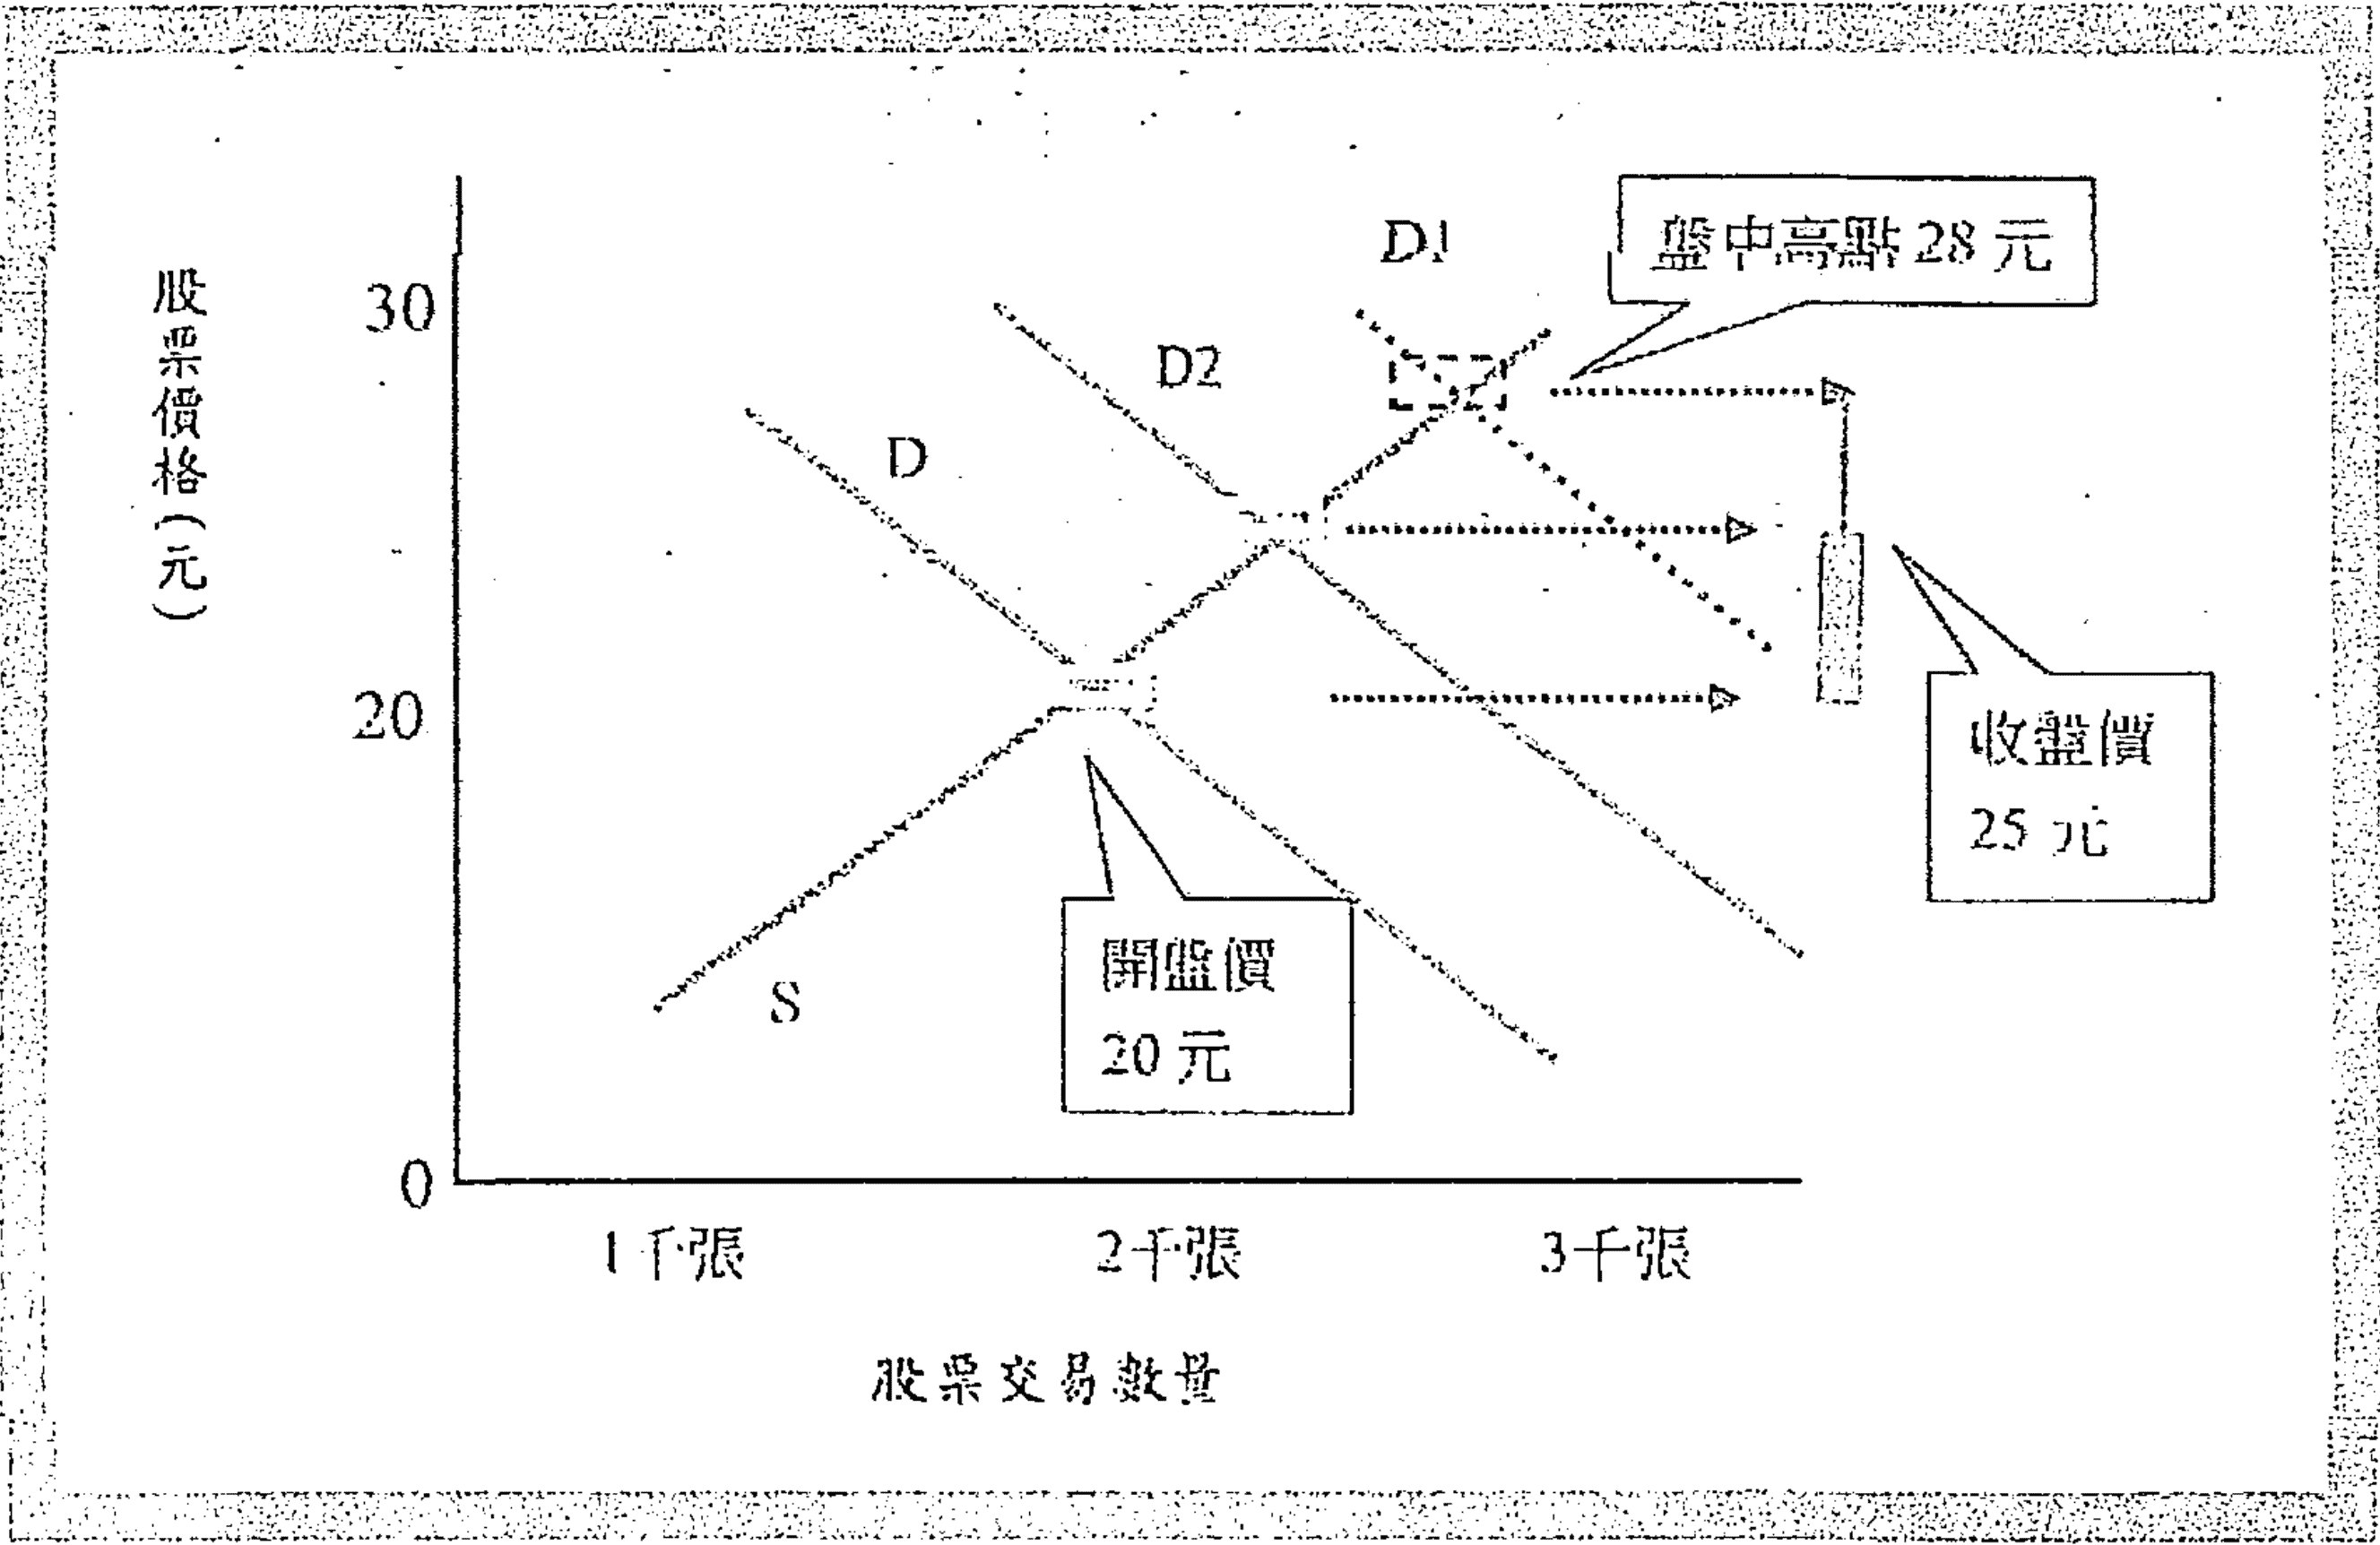 股票價格(元)
30
20
0
D
D2
D1
S
盤中高點 28 元
收盤價
25 元
開盤價
20 元
1千張
2千張
3千張
股票交易數量